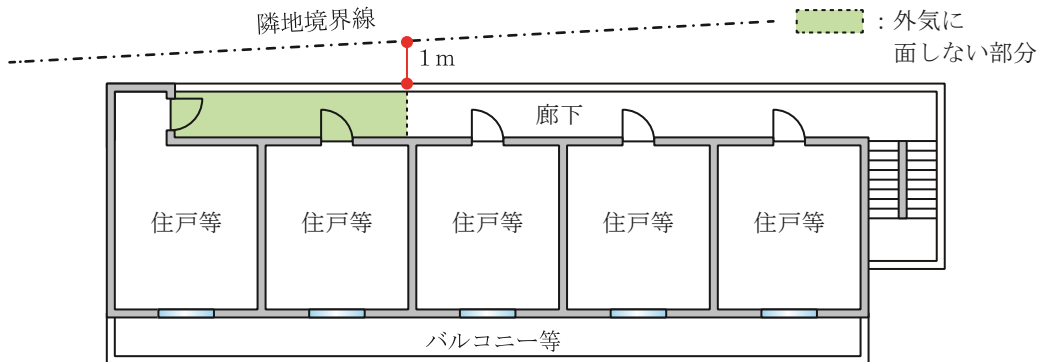 隣地境界線
:外気に
面しない部分
1m
廊下
住戸等
住戸等
住戸等
住戸等
住戸等
バルコニー等